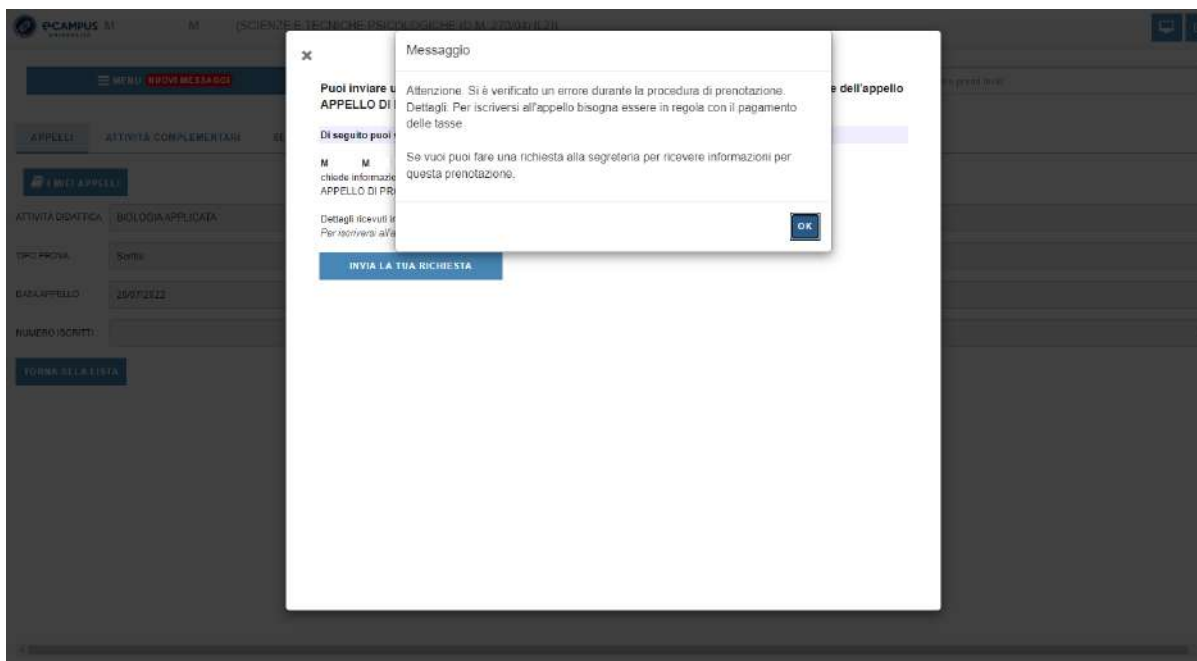 eCAMPUS
UNIVERSITÀ
M M (SCIENZE E TECNICHE PSICOLOGICHE (D.M. 270/04)
MENU NUOVI MESSAGGI
APPELLI
ATTIVITÀ COMPLEMENTARI
I MIEI APPELLI
ATTIVITÀ DIDATTICA
BIOLOGIA APPLICATA
TIPO PROVA
Scritto
DATA APPELLO
NUMERO ISCRITTI
TORNA ALLA LISTA
×
Puoi inviare
e dell'appello
APPELLO DI
Di seguito puoi
M M
chiede
APPELLO DI
Dettagli ricevuti
Per iscriversi
INVIA LA TUA RICHIESTA
Messaggio
Attenzione. Si è verificato un errore durante la procedura di prenotazione.
Dettagli: Per iscriversi all'appello bisogna essere in regola con il pagamento
delle tasse
Se vuoi puoi fare una richiesta alla segreteria per ricevere informazioni per
questa prenotazione.
OK